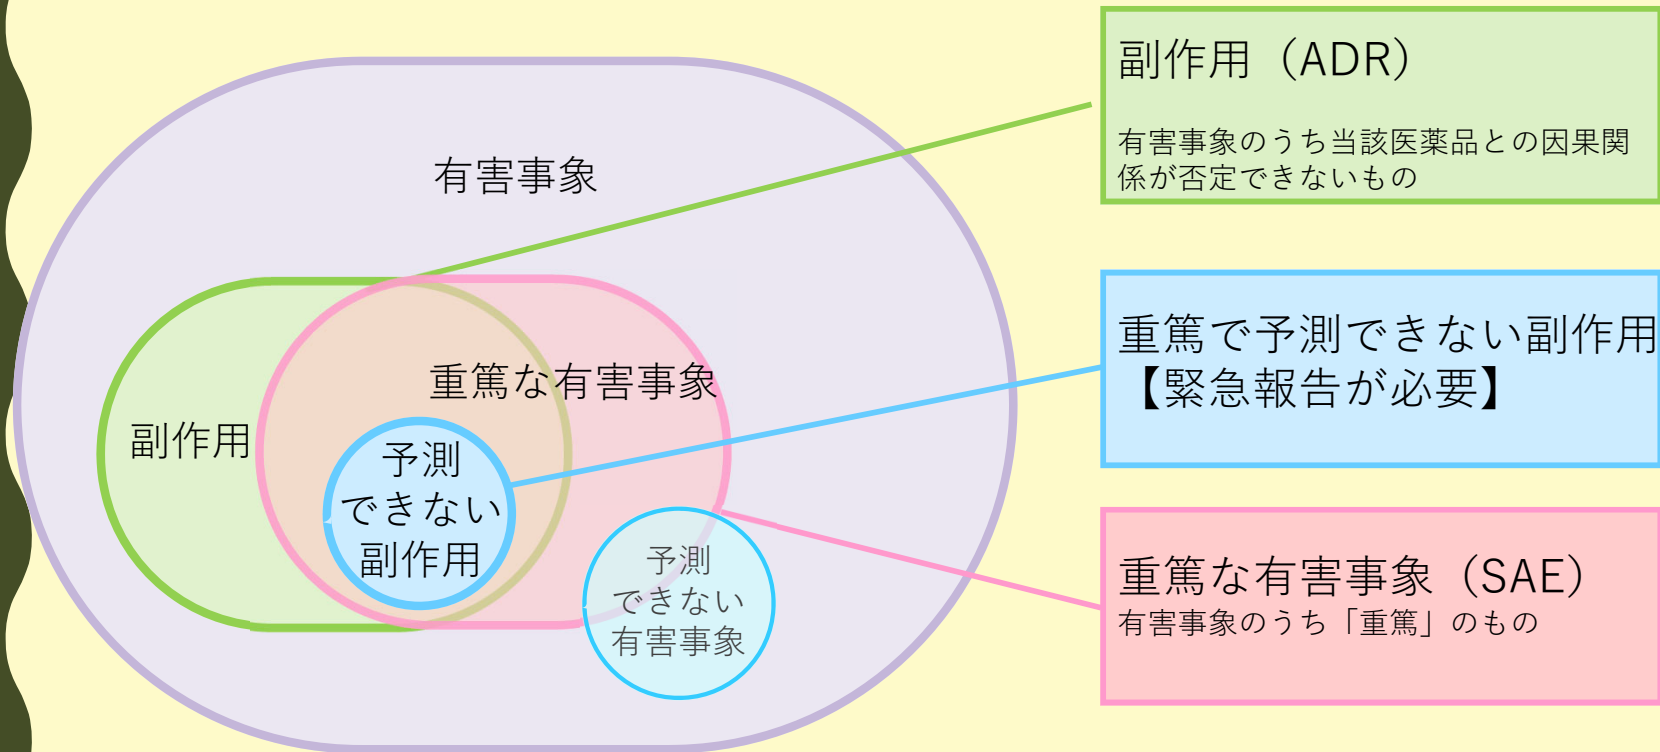 有害事象
重篤な有害事象
副作用
予測
できない
副作用
予測
できない
有害事象
副作用（ADR）
有害事象のうち当該医薬品との因果関
係が否定できないもの
重篤で予測できない副作用
【緊急報告が必要】
重篤な有害事象（SAE）
有害事象のうち「重篤」のもの